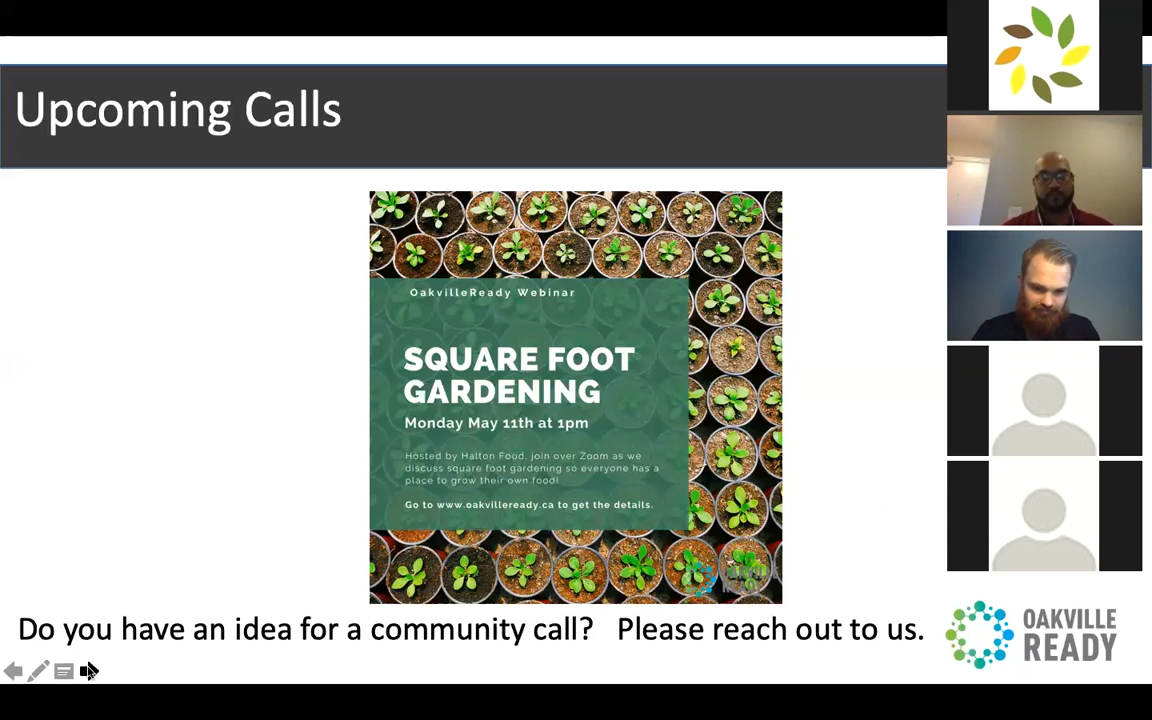 Upcoming Calls
OakvilleReady Webinar
SQUARE FOOT
GARDENING
Monday May 11th at 1pm
Hosted by Halton Food, join over Zoom as we
discuss square foot gardening so everyone has a
place to grow their own food!
Go to www.oakvilleready.ca to get the details.
Do you have an idea for a community call? Please reach out to us.
OAKVILLE
READY